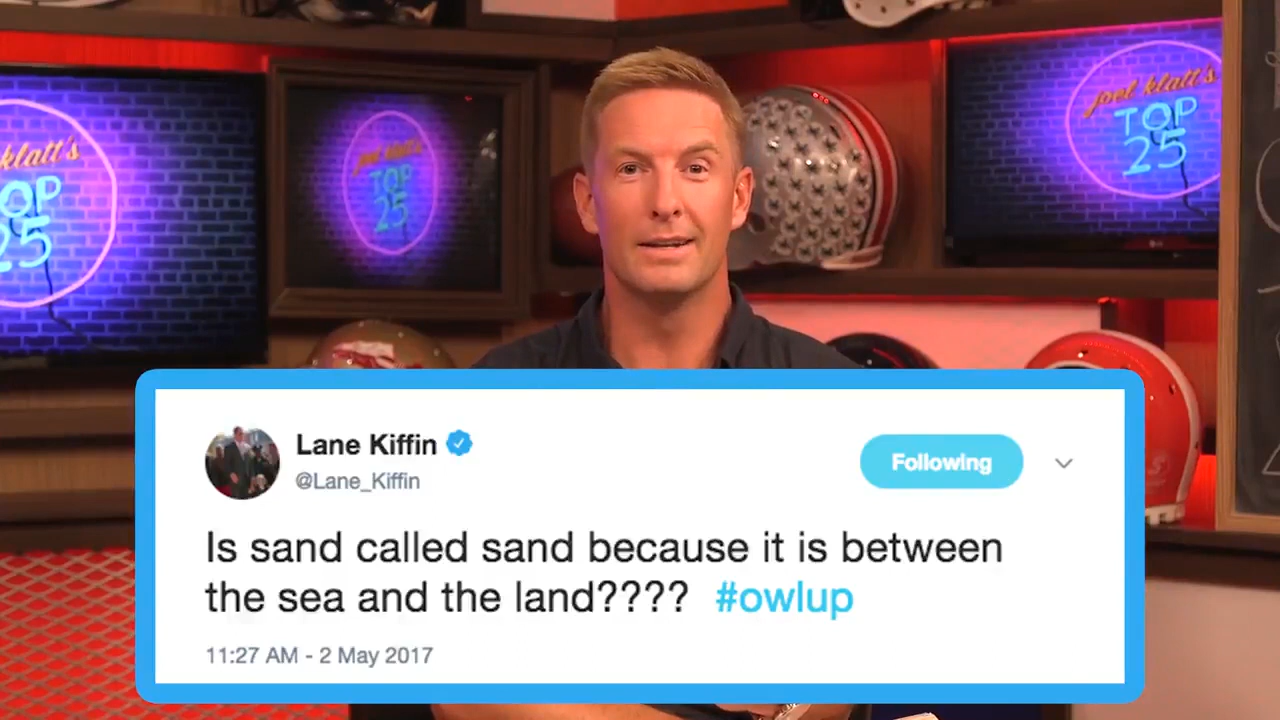 klatt's
TOP
25
joel klatt's
TOP
25
joel klatt's
TOP
25
Lane Kiffin
@Lane_Kiffin
Following
Is sand called sand because it is between
the sea and the land???? #owlup
11:27 AM - 2 May 2017